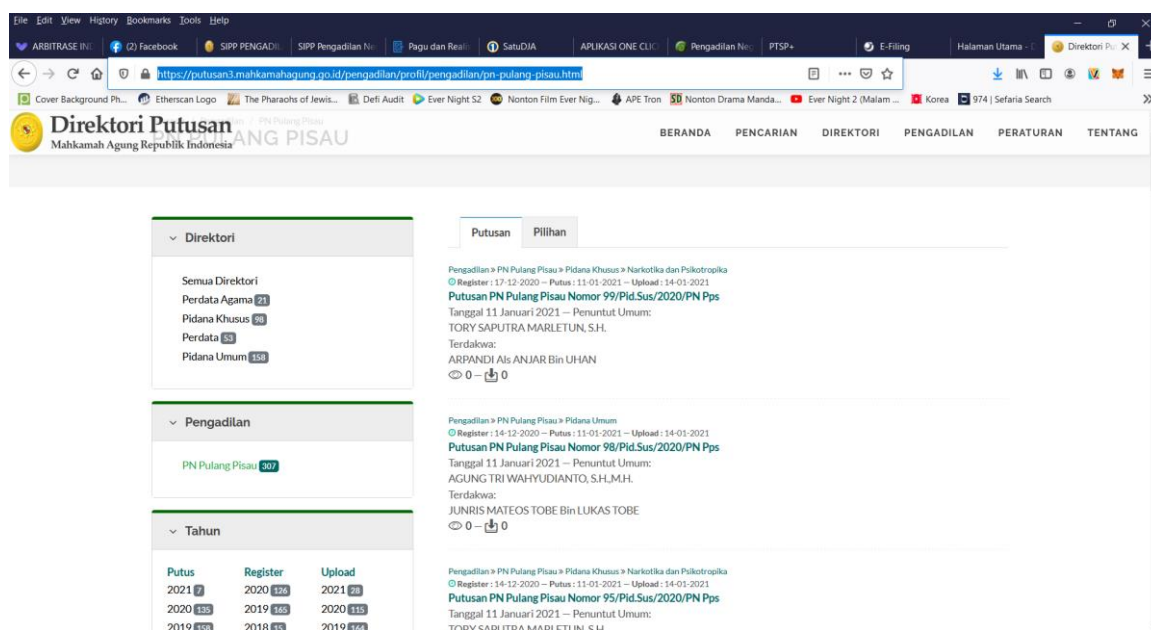 File Edit View History Bookmarks Tools Help
ARBITRASE IN (2) Facebook SIPP PENGADIL SIPP Pengadilan Ne Pagu dan Reali SatuDJA APLIKASI ONE CLIC Pengadilan Neg PTSP+ E-Filing Halaman Utama - Direktori Pu
https://putusan3.mahkamahagung.go.id/pengadilan/profil/pengadilan/pn-pulang-pisau.html
Cover Background Ph... Etherscan Logo The Pharaohs of Jewis... Defi Audit Ever Night S2 Nonton Film Ever Nig... APE Tron Nonton Drama Manda... Ever Night 2 (Malam ... Korea 974 | Sefaria Search
Direktori Putusan
Mahkamah Agung Republik Indonesia
/ PN Pulang Pisau
PN PULANG PISAU
BERANDA PENCARIAN DIREKTORI PENGADILAN PERATURAN TENTANG
Direktori
Semua Direktori
Perdata Agama 21
Pidana Khusus 98
Perdata 53
Pidana Umum 158
Pengadilan
PN Pulang Pisau 307
Tahun
Putus Register Upload
2021 7 2020 126 2021 28
2020 135 2019 165 2020 115
2019 158 2018 15 2019 164
Putusan Pilihan
Pengadilan » PN Pulang Pisau » Pidana Khusus » Narkotika dan Psikotropika
Register : 17-12-2020 — Putus : 11-01-2021 — Upload : 14-01-2021
Putusan PN Pulang Pisau Nomor 99/Pid.Sus/2020/PN Pps
Tanggal 11 Januari 2021 — Penuntut Umum:
TORY SAPUTRA MARLETUN, S.H.
Terdakwa:
ARPANDI Als ANJAR Bin UHAN
0 — 0
Pengadilan » PN Pulang Pisau » Pidana Umum
Register : 14-12-2020 — Putus : 11-01-2021 — Upload : 14-01-2021
Putusan PN Pulang Pisau Nomor 98/Pid.Sus/2020/PN Pps
Tanggal 11 Januari 2021 — Penuntut Umum:
AGUNG TRI WAHYUDIANTO, S.H.,M.H.
Terdakwa:
JUNRIS MATEOS TOBE Bin LUKAS TOBE
0 — 0
Pengadilan » PN Pulang Pisau » Pidana Khusus » Narkotika dan Psikotropika
Register : 14-12-2020 — Putus : 11-01-2021 — Upload : 14-01-2021
Putusan PN Pulang Pisau Nomor 95/Pid.Sus/2020/PN Pps
Tanggal 11 Januari 2021 — Penuntut Umum:
TORY SAPUTRA MARLETUN, S.H.